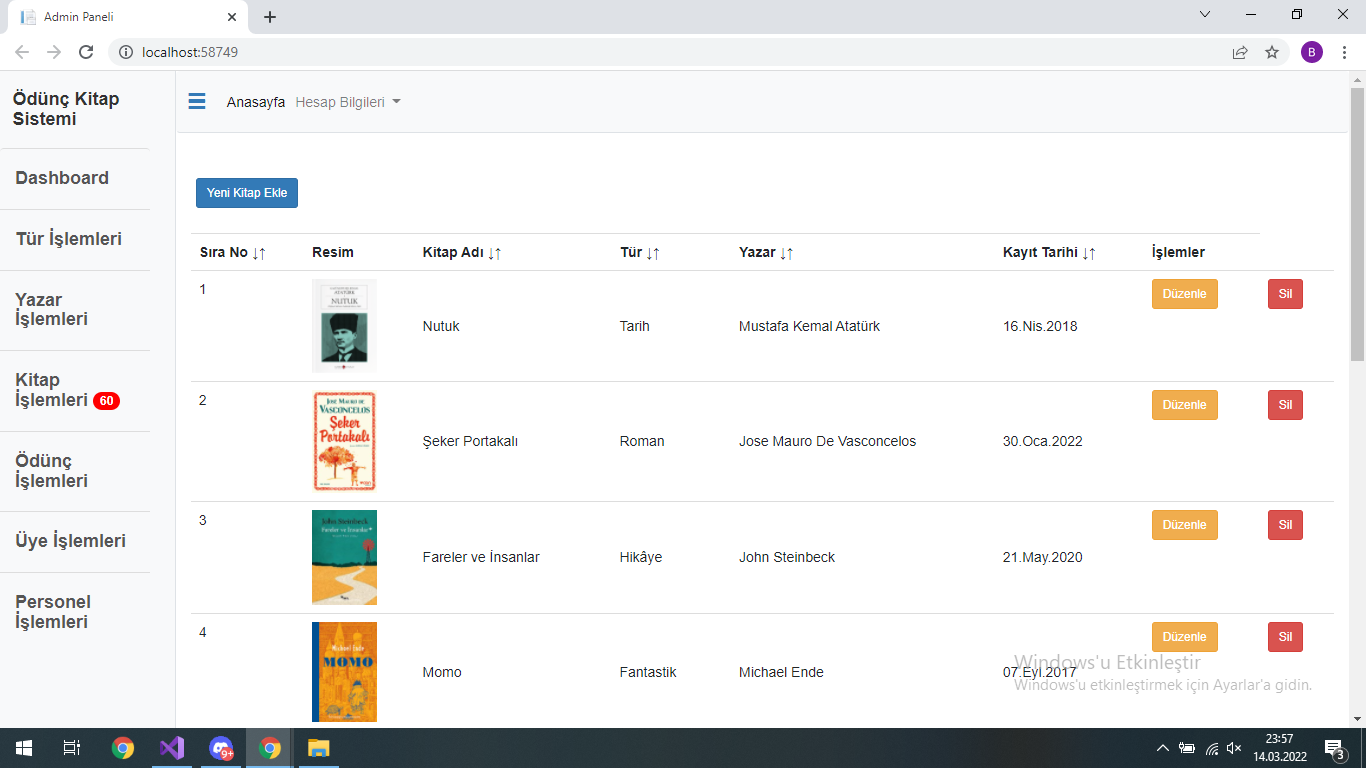 Admin Paneli
localhost:58749
B
Ödünç Kitap
Sistemi
Dashboard
Tür İşlemleri
Yazar
İşlemleri
Kitap
İşlemleri 60
Ödünç
İşlemleri
Üye İşlemleri
Personel
İşlemleri
Anasayfa Hesap Bilgileri
Yeni Kitap Ekle
Sıra No ↓↑ Resim Kitap Adı ↓↑ Tür ↓↑ Yazar ↓↑ Kayıt Tarihi ↓↑ İşlemler
1 Nutuk Tarih Mustafa Kemal Atatürk 16.Nis.2018 Düzenle Sil
ATATÜRK
NUTUK
2 Şeker Portakalı Roman Jose Mauro De Vasconcelos 30.Oca.2022 Düzenle Sil
JOSÉ MAURO DE
VASCONCELOS
Şeker
Portakalı
3 Fareler ve İnsanlar Hikâye John Steinbeck 21.May.2020 Düzenle Sil
John Steinbeck
Fareler ve İnsanlar
4 Momo Fantastik Michael Ende 07.Eyl.2017 Düzenle Sil
Michael Ende
MOMO
Windows'u Etkinleştir
Windows'u etkinleştirmek için Ayarlar'a gidin.
9+
23:57
14.03.2022
3